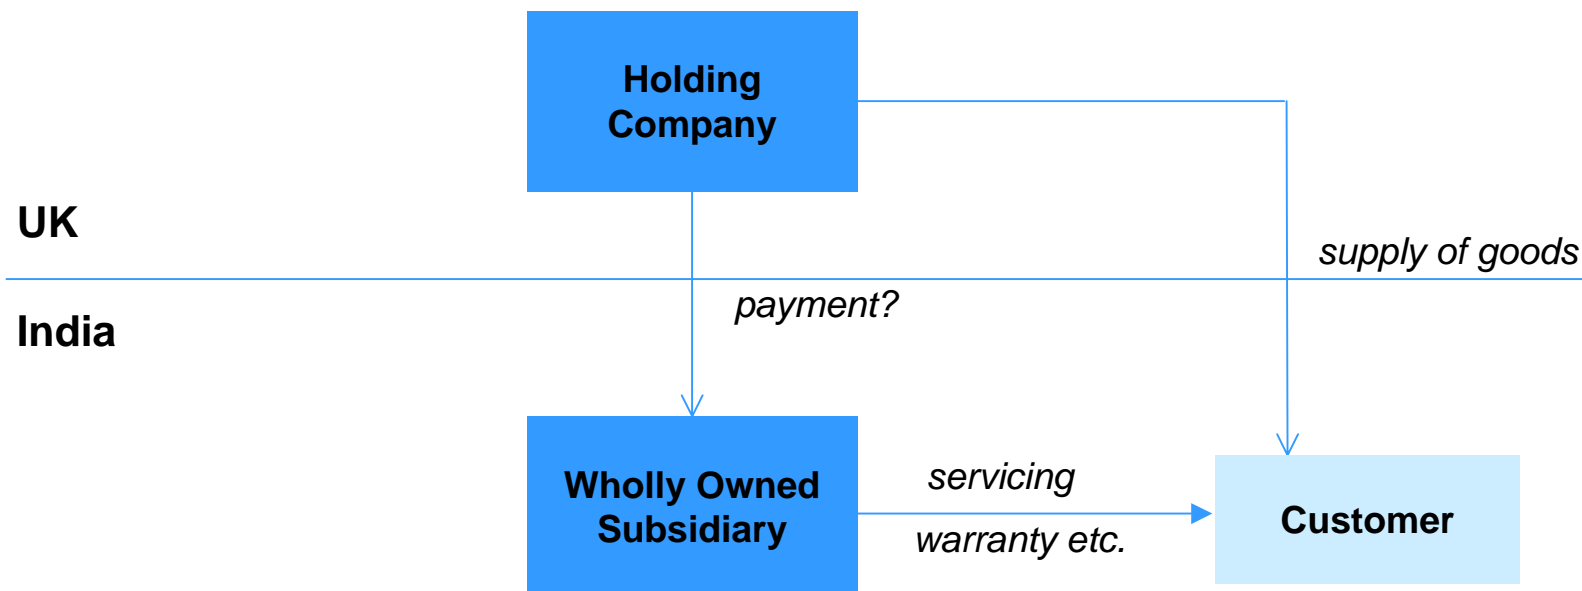 Holding
Company
UK
supply of goods
payment?
India
Wholly Owned
Subsidiary
servicing
warranty etc.
Customer